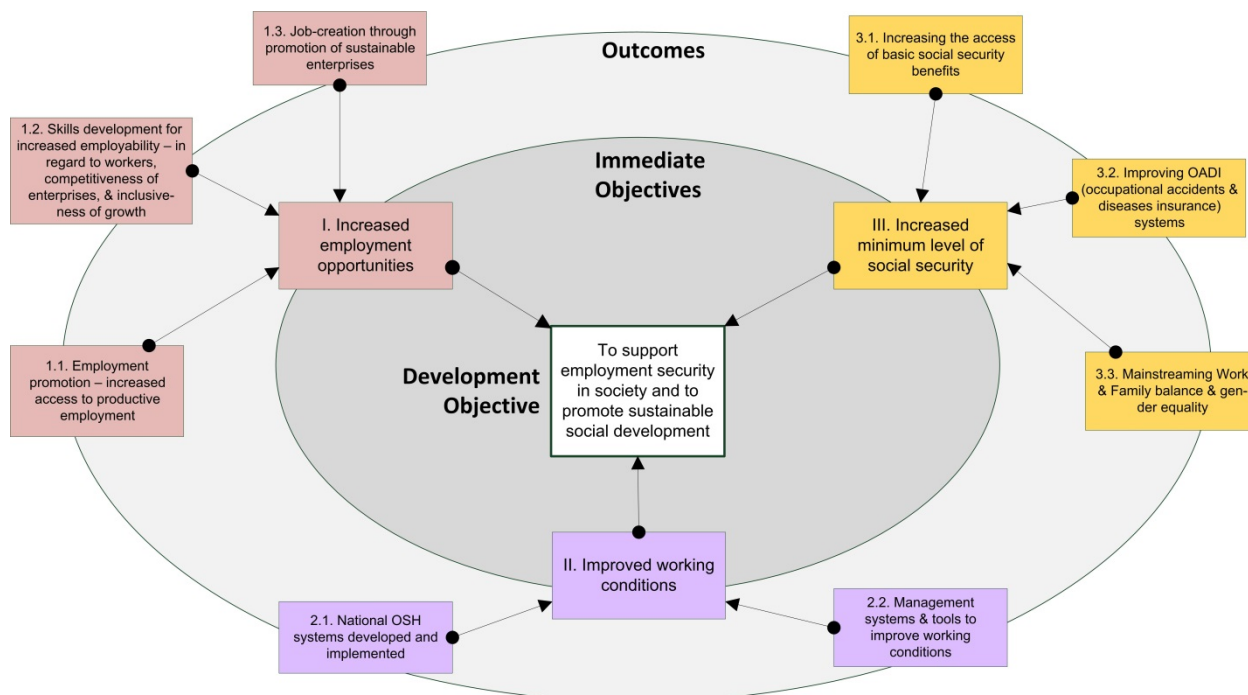 1.3. Job-creation through
promotion of sustainable
enterprises
Outcomes
3.1. Increasing the access
of basic social security
benefits
1.2. Skills development for
increased employability – in
regard to workers,
competitiveness of
enterprises, & inclusive-
ness of growth
Immediate
Objectives
3.2. Improving OADI
(occupational accidents &
diseases insurance)
systems
I. Increased
employment
opportunities
III. Increased
minimum level of
social security
1.1. Employment
promotion – increased
access to productive
employment
Development
Objective
To support
employment security
in society and to
promote sustainable
social development
3.3. Mainstreaming Work
& Family balance & gen-
der equality
II. Improved working
conditions
2.1. National OSH
systems developed and
implemented
2.2. Management
systems & tools to
improve working
conditions